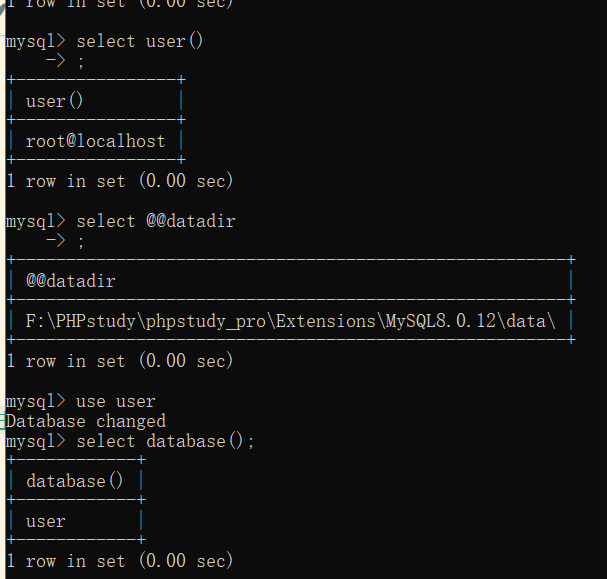 1 row in set (0.00 sec)
mysql> select user()
    -> ;
+----------------+
| user()         |
+----------------+
| root@localhost |
+----------------+
1 row in set (0.00 sec)
mysql> select @@datadir
    -> ;
+-------------------------------------------------------+
| @@datadir                                             |
+-------------------------------------------------------+
| F:\PHPstudy\phpstudy_pro\Extensions\MySQL8.0.12\data\ |
+-------------------------------------------------------+
1 row in set (0.00 sec)
mysql> use user
Database changed
mysql> select database();
+------------+
| database() |
+------------+
| user       |
+------------+
1 row in set (0.00 sec)